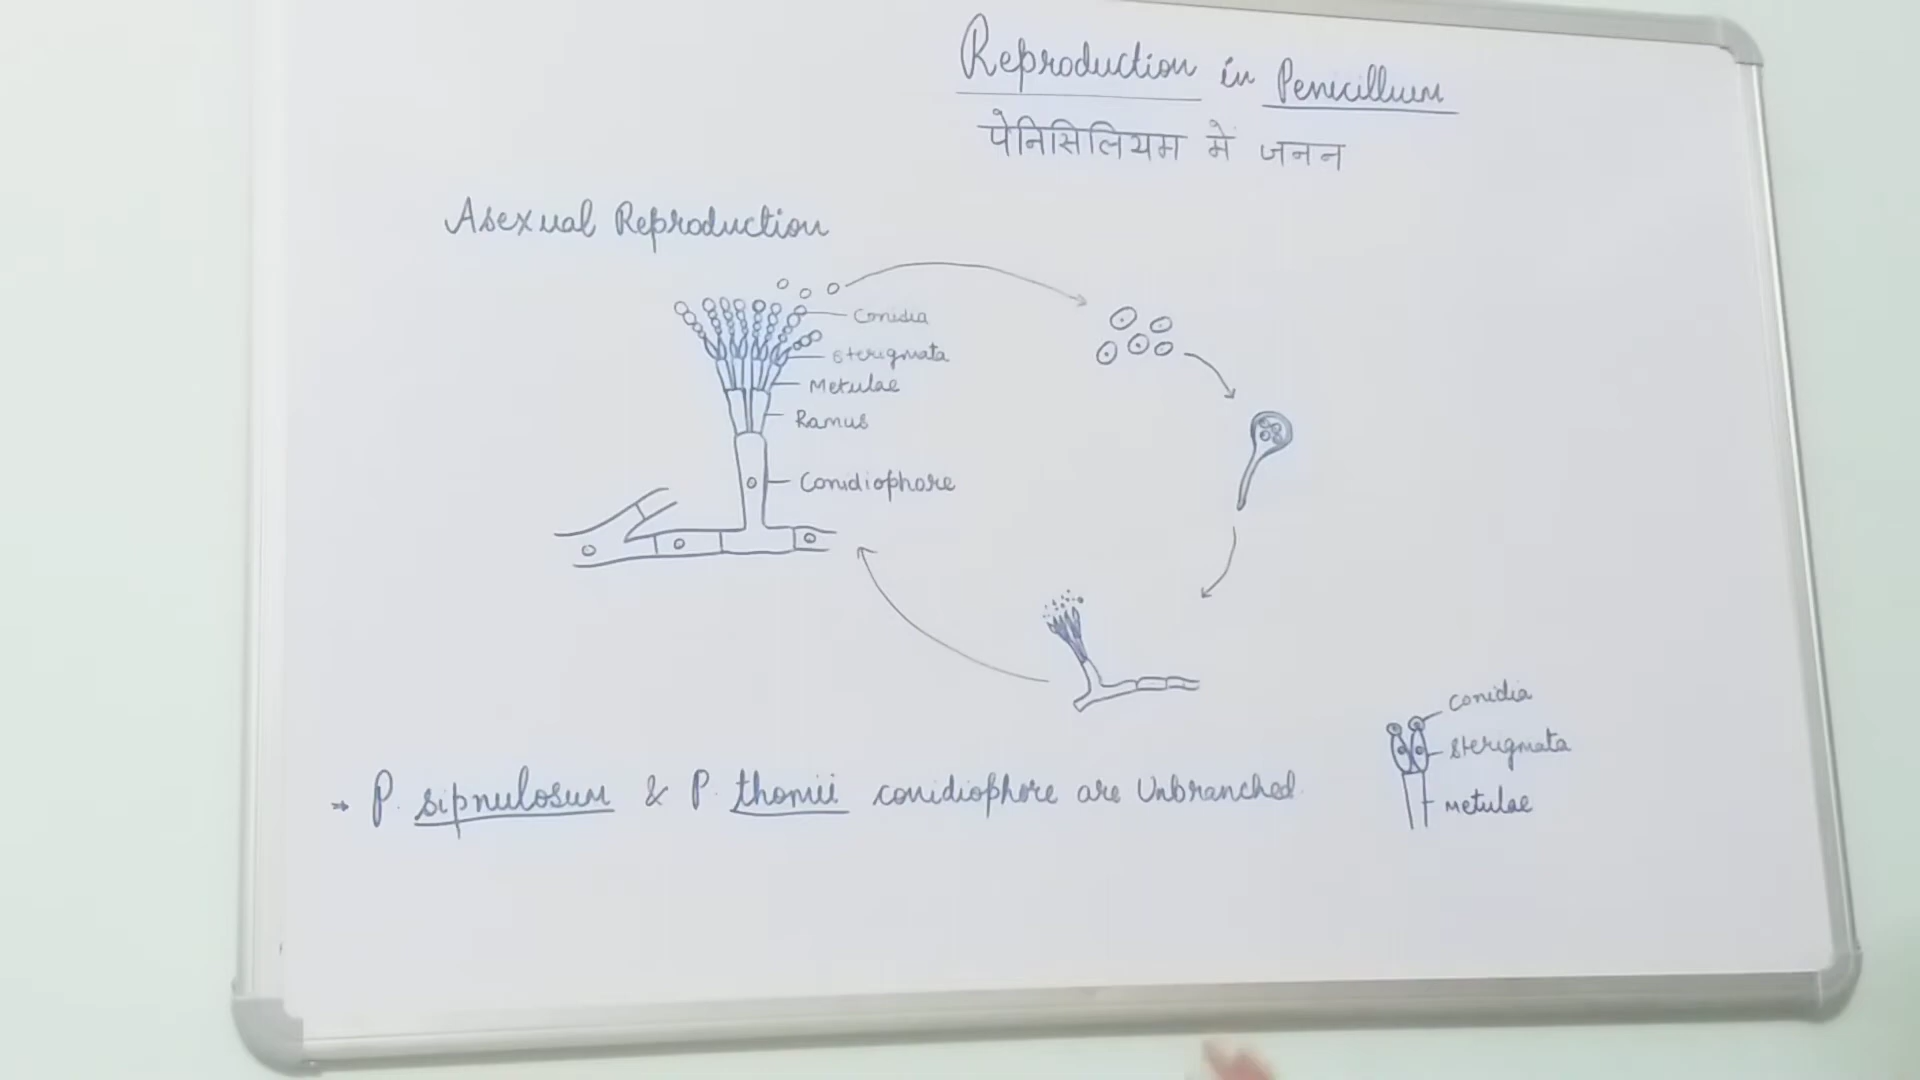 Reproduction in Penicillium
पेनिसिलियम में जनन
Asexual Reproduction
Conidia
Sterigmata
Metulae
Ramus
Conidiophore
Conidia
Sterigmata
Metulae
→ P. sipnulosum & P. thomii conidiophore are Unbranched.